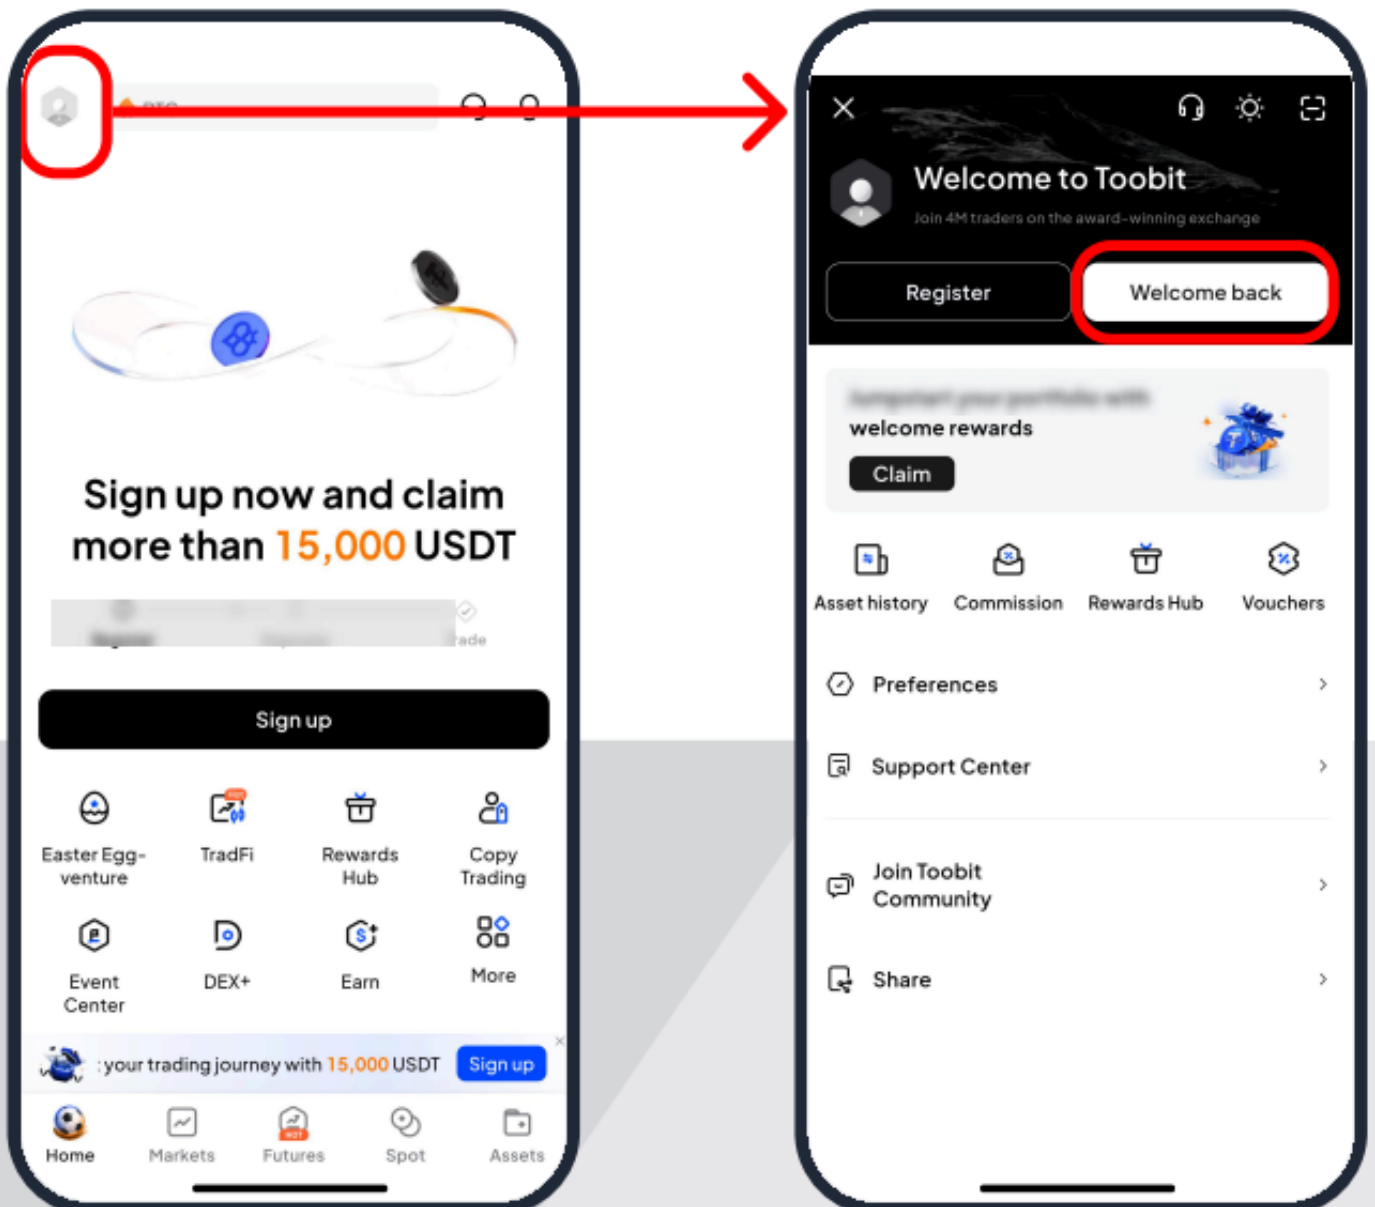 Sign up now and claim
more than 15,000 USDT
Sign up
Easter Egg-
venture
TradFi
Rewards
Hub
Copy
Trading
Event
Center
DEX+
Earn
More
your trading journey with 15,000 USDT
Sign up
Home
Markets
HOT
Futures
Spot
Assets
Welcome to Toobit
Join 4M traders on the award-winning exchange
Register
Welcome back
welcome rewards
Claim
Asset history
Commission
Rewards Hub
Vouchers
Preferences
Support Center
Join Toobit
Community
Share